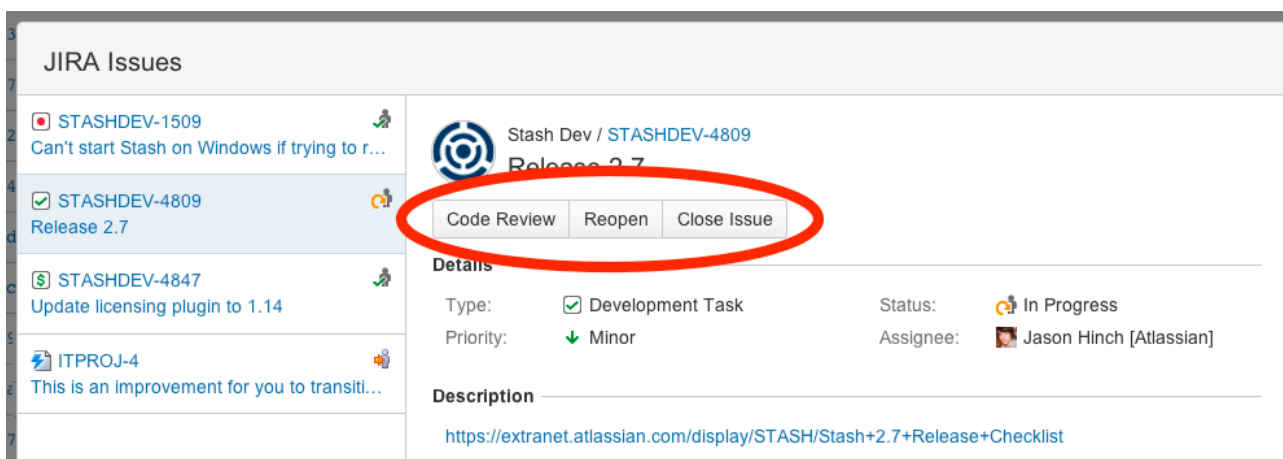 JIRA Issues
STASHDEV-1509
Can't start Stash on Windows if trying to r...
STASHDEV-4809
Release 2.7
STASHDEV-4847
Update licensing plugin to 1.14
ITPROJ-4
This is an improvement for you to transiti...
Stash Dev / STASHDEV-4809
Release 2.7
Code Review Reopen Close Issue
Details
Type: Development Task Status: In Progress
Priority: Minor Assignee: Jason Hinch [Atlassian]
Description
https://extranet.atlassian.com/display/STASH/Stash+2.7+Release+Checklist